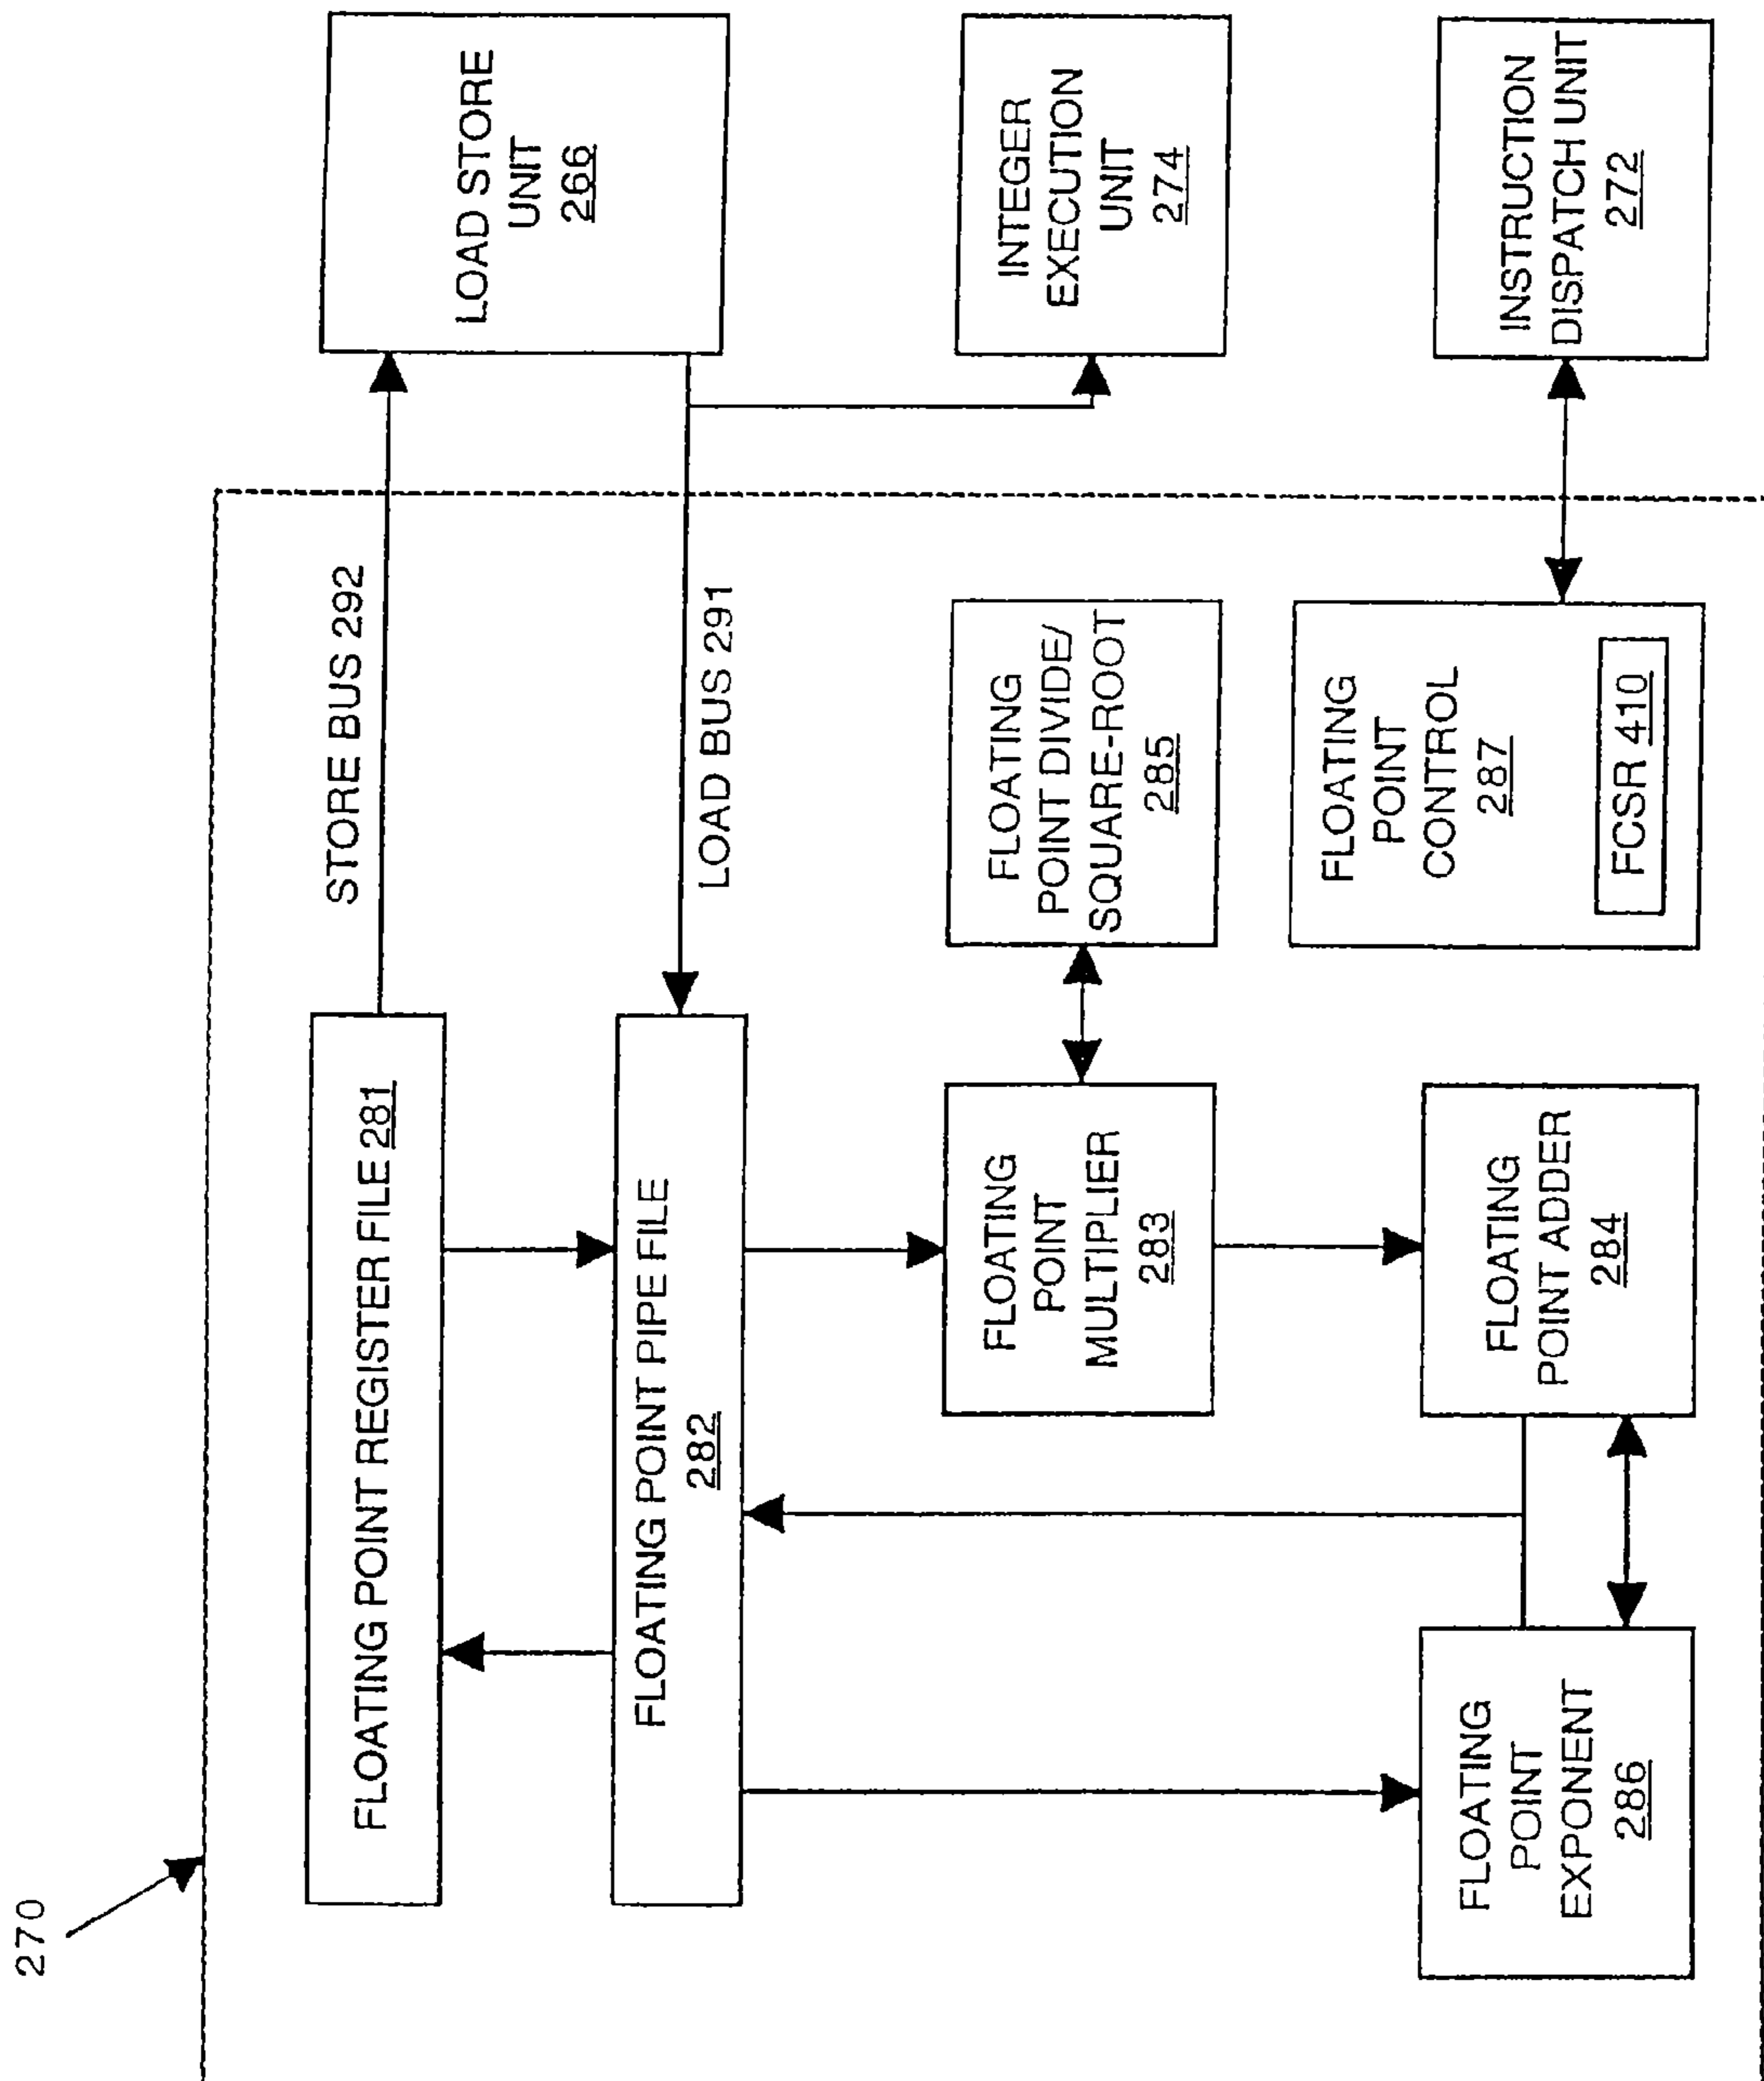 270
FLOATING POINT REGISTER FILE 281
STORE BUS 292
LOAD STORE
UNIT
266
FLOATING POINT PIPE FILE
282
LOAD BUS 291
FLOATING
POINT
MULTIPLIER
283
FLOATING
POINT DIVIDE/
SQUARE-ROOT
285
INTEGER
EXECUTION
UNIT
274
FLOATING
POINT
EXPONENT
286
FLOATING
POINT ADDER
284
FLOATING
POINT
CONTROL
287
FCSR 410
INSTRUCTION
DISPATCH UNIT
272